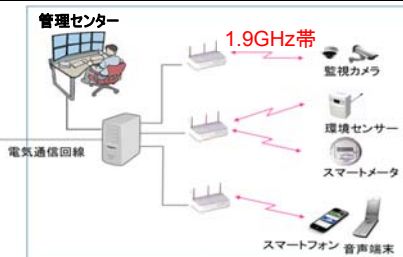 管理センター
1.9GHz帯
監視カメラ
環境センサー
電気通信回線
スマートメータ
スマートフォン
音声端末